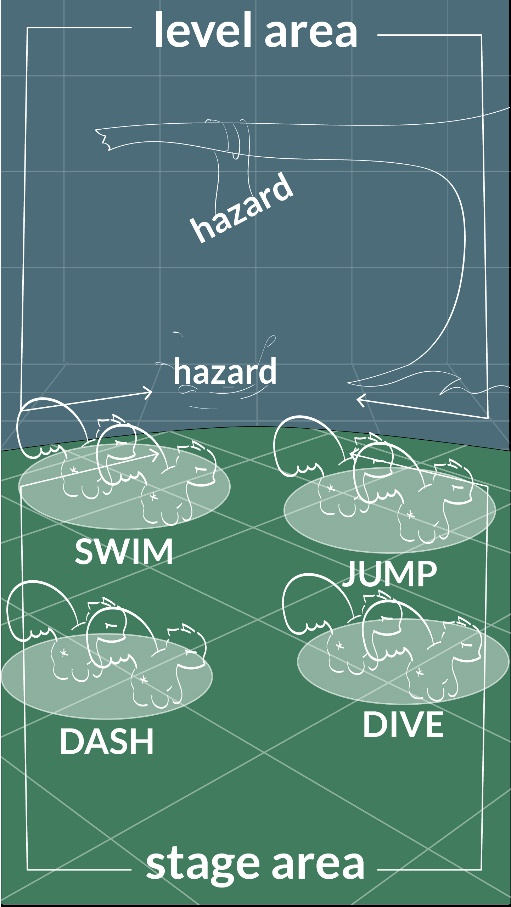 level area
hazard
hazard
SWIM
JUMP
DASH
DIVE
stage area